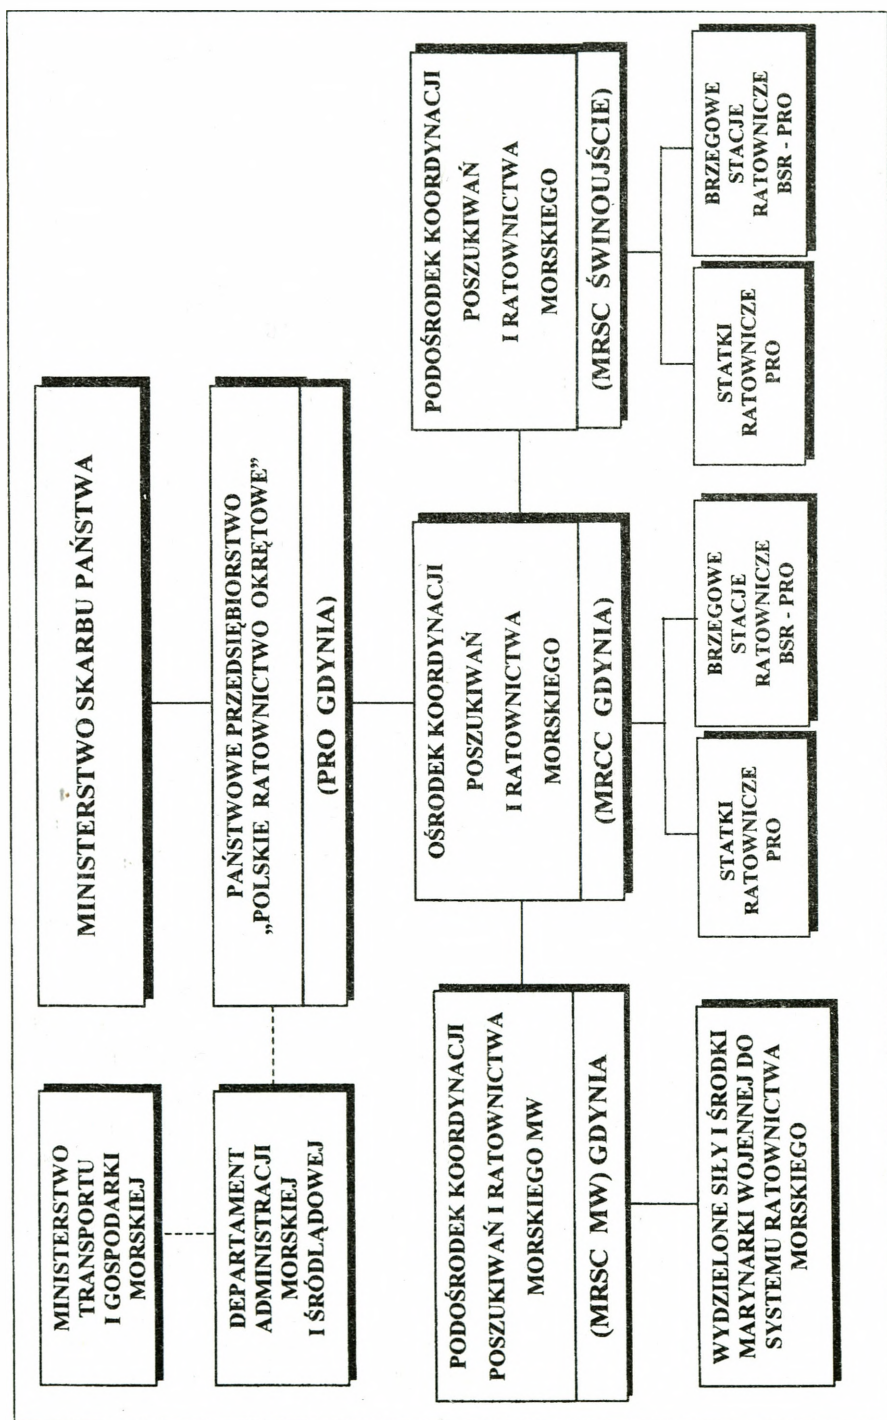 MINISTERSTWO
TRANSPORTU
I GOSPODARKI
MORSKIEJ
MINISTERSTWO SKARBU PAŃSTWA
DEPARTAMENT
ADMINISTRACJI
MORSKIEJ
I ŚRÓDLĄDOWEJ
PAŃSTWOWE PRZEDSIĘBIORSTWO
„POLSKIE RATOWNICTWO OKRĘTOWE”
(PRO GDYNIA)
PODOŚRODEK KOORDYNACJI
POSZUKIWAŃ I RATOWNICTWA
MORSKIEGO MW
(MRSC MW) GDYNIA
OŚRODEK KOORDYNACJI
POSZUKIWAŃ
I RATOWNICTWA
MORSKIEGO
(MRCC GDYNIA)
PODOŚRODEK KOORDYNACJI
POSZUKIWAŃ
I RATOWNICTWA
MORSKIEGO
(MRSC ŚWINOUJŚCIE)
WYDZIELONE SIŁY I ŚRODKI
MARYNARKI WOJENNEJ DO
SYSTEMU RATOWNICTWA
MORSKIEGO
STATKI
RATOWNICZE
PRO
BRZEGOWE
STACJE
RATOWNICZE
BSR - PRO
STATKI
RATOWNICZE
PRO
BRZEGOWE
STACJE
RATOWNICZE
BSR - PRO